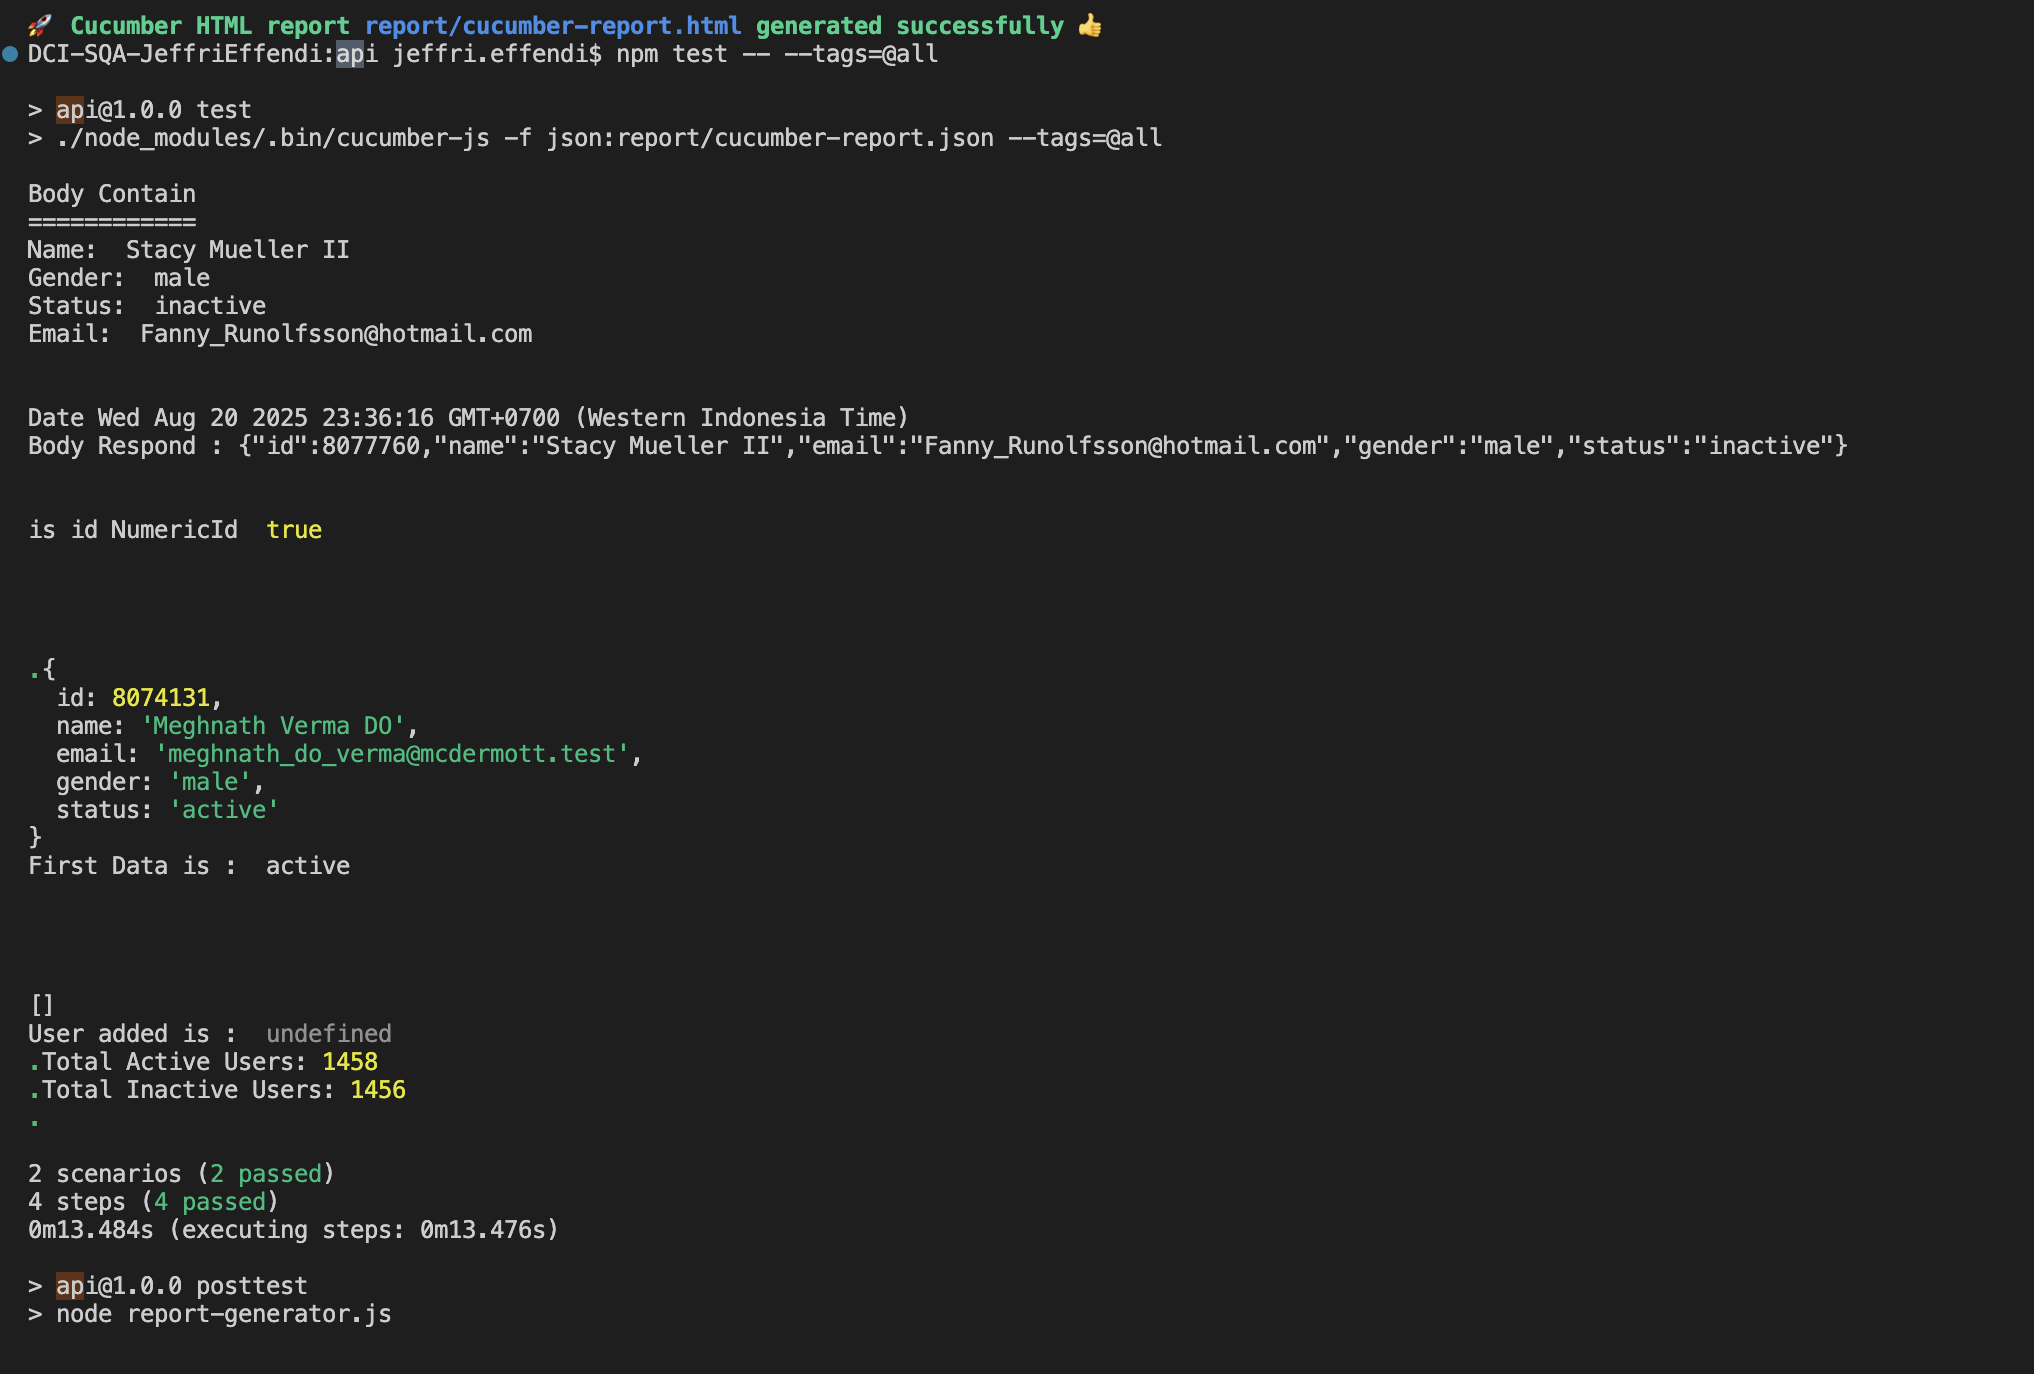 🚀 Cucumber HTML report report/cucumber-report.html generated successfully 👍
DCI-SQA-JeffriEffendi:api jeffri.effendi$ npm test -- --tags=@all
> api@1.0.0 test
> ./node_modules/.bin/cucumber-js -f json:report/cucumber-report.json --tags=@all
Body Contain
============
Name:  Stacy Mueller II
Gender:  male
Status:  inactive
Email:  Fanny_Runolfsson@hotmail.com
Date Wed Aug 20 2025 23:36:16 GMT+0700 (Western Indonesia Time)
Body Respond : {"id":8077760,"name":"Stacy Mueller II","email":"Fanny_Runolfsson@hotmail.com","gender":"male","status":"inactive"}
is id NumericId  true
.{
  id: 8074131,
  name: 'Meghnath Verma DO',
  email: 'meghnath_do_verma@mcdermott.test',
  gender: 'male',
  status: 'active'
}
First Data is :  active
[]
User added is :  undefined
.Total Active Users: 1458
.Total Inactive Users: 1456
.
2 scenarios (2 passed)
4 steps (4 passed)
0m13.484s (executing steps: 0m13.476s)
> api@1.0.0 posttest
> node report-generator.js